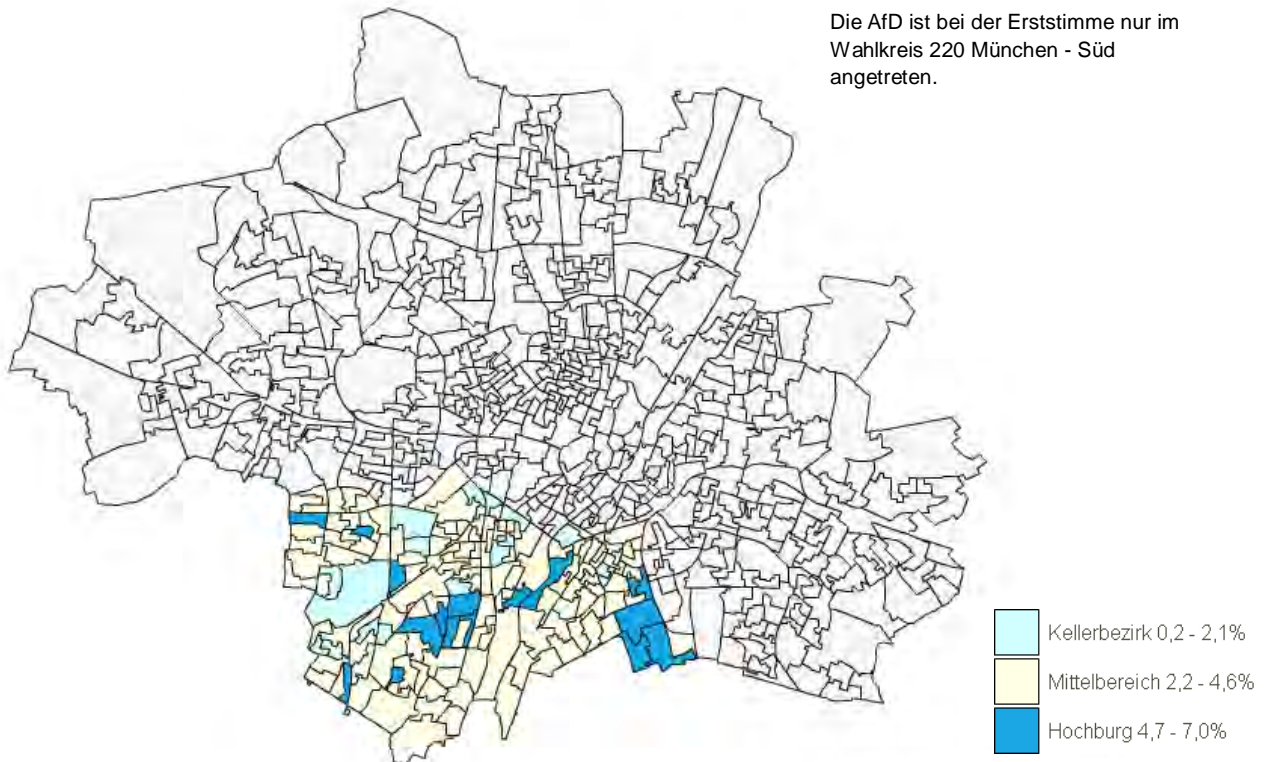 Die AfD ist bei der Erststimme nur im
Wahlkreis 220 München - Süd
angetreten.
Kellerbezirk 0,2 - 2,1%
Mittelbereich 2,2 - 4,6%
Hochburg 4,7 - 7,0%